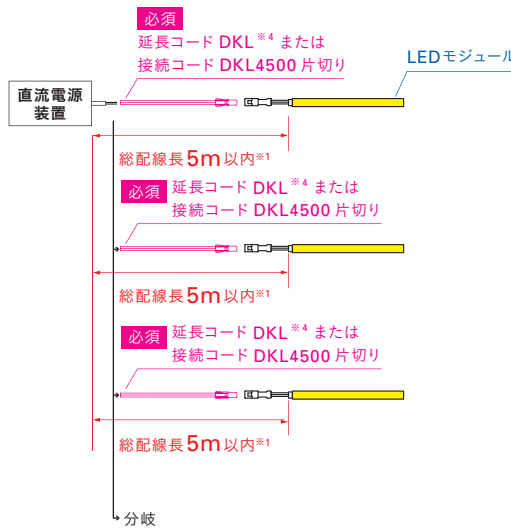 必須
延長コード DKL※4 または
接続コード DKL4500 片切り
LEDモジュール
直流電源
装置
総配線長5m以内※1
必須 延長コード DKL※4 または
接続コード DKL4500 片切り
総配線長5m以内※1
必須 延長コード DKL※4 または
接続コード DKL4500 片切り
総配線長5m以内※1
分岐